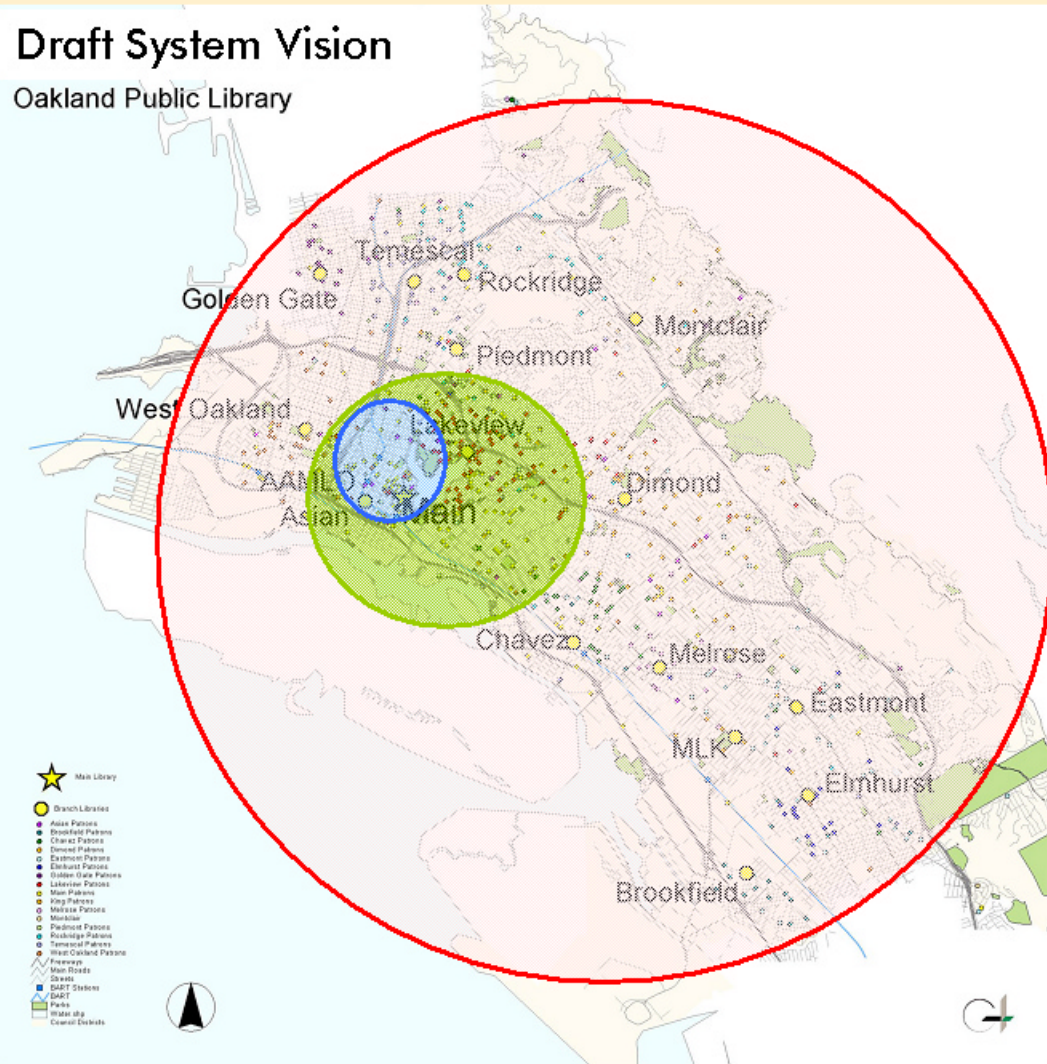 Draft System Vision
Oakland Public Library
Temescal
Rockridge
Golden Gate
Montclair
Piedmont
West Oakland
Lakeview
AAMLO
Dimond
Asian
Main
Chavez
Melrose
Eastmont
MLK
Elmhurst
Brookfield
Main Library
Branch Libraries
Asian Patrons
Brookfield Patrons
Chavez Patrons
Dimond Patrons
Eastmont Patrons
Elmhurst Patrons
Golden Gate Patrons
Lakeview Patrons
Main Patrons
King Patrons
Melrose Patrons
Montclair
Piedmont Patrons
Rockridge Patrons
Temescal Patrons
West Oakland Patrons
Freeways
Main Roads
Streets
BART Stations
BART
Parks
Water.shp
Council Districts